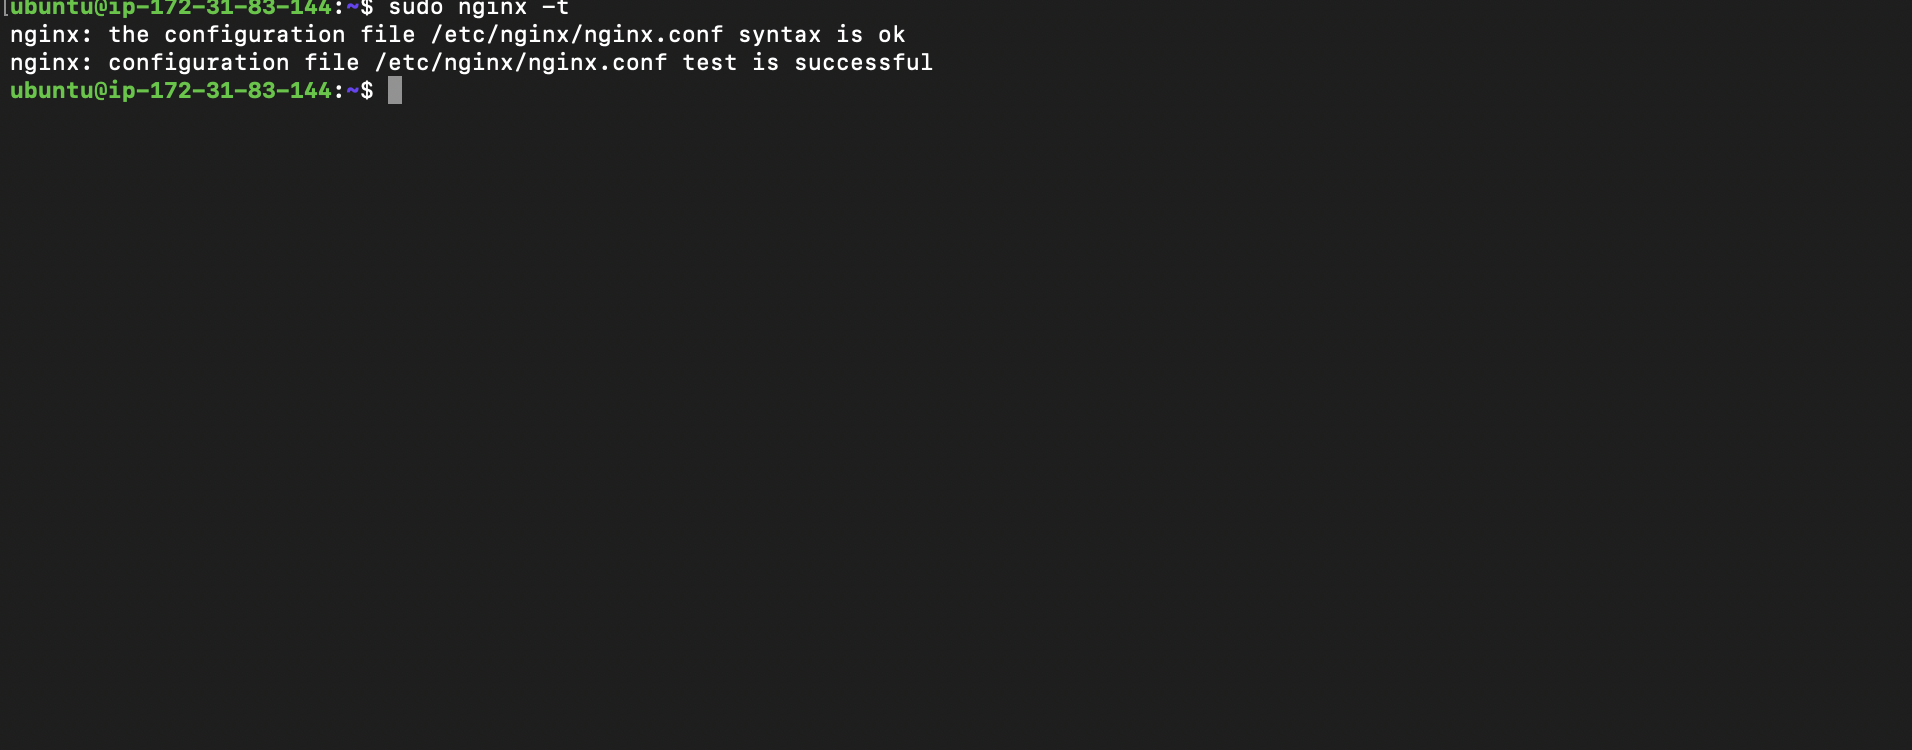 ubuntu@ip-172-31-83-144:~$ sudo nginx -t
nginx: the configuration file /etc/nginx/nginx.conf syntax is ok
nginx: configuration file /etc/nginx/nginx.conf test is successful
ubuntu@ip-172-31-83-144:~$